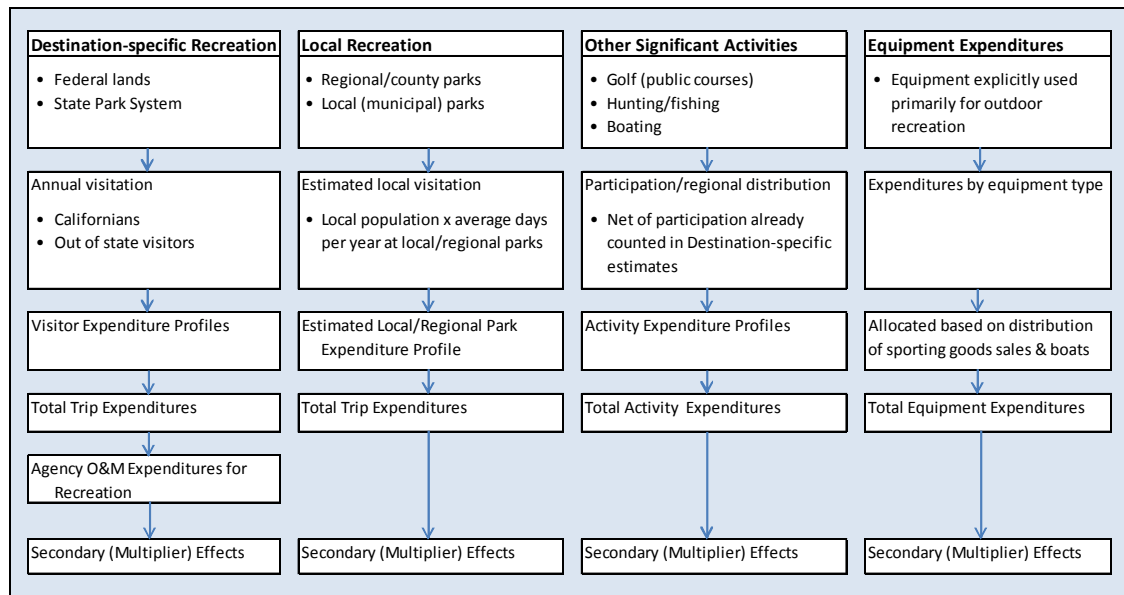 Destination-specific Recreation
• Federal lands
• State Park System
Annual visitation
• Californians
• Out of state visitors
Visitor Expenditure Profiles
Total Trip Expenditures
Agency O&M Expenditures for
Recreation
Secondary (Multiplier) Effects
Local Recreation
• Regional/county parks
• Local (municipal) parks
Estimated local visitation
• Local population x average days
per year at local/regional parks
Estimated Local/Regional Park
Expenditure Profile
Total Trip Expenditures
Secondary (Multiplier) Effects
Other Significant Activities
• Golf (public courses)
• Hunting/fishing
• Boating
Participation/regional distribution
• Net of participation already
counted in Destination-specific
estimates
Activity Expenditure Profiles
Total Activity Expenditures
Secondary (Multiplier) Effects
Equipment Expenditures
• Equipment explicitly used
primarily for outdoor
recreation
Expenditures by equipment type
Allocated based on distribution
of sporting goods sales & boats
Total Equipment Expenditures
Secondary (Multiplier) Effects